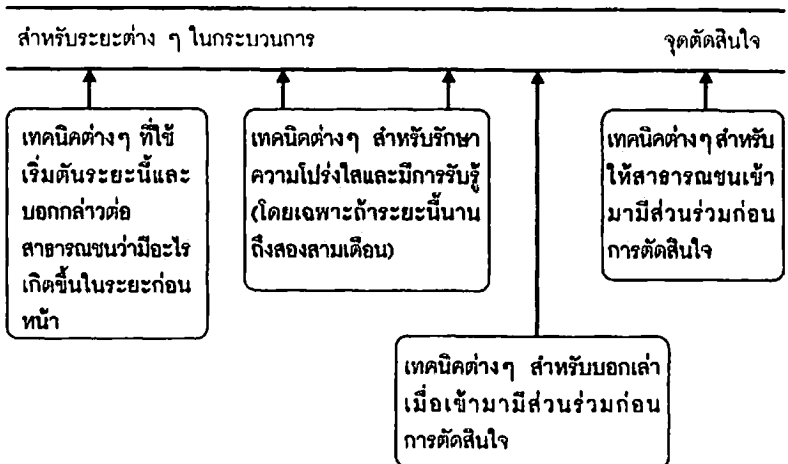 สำหรับระยะต่าง ๆ ในกระบวนการ จุดตัดสินใจ
เทคนิคต่างๆ ที่ใช้
เริ่มต้นระยะนี้และ
บอกกล่าวต่อ
สาธารณชนว่ามีอะไร
เกิดขึ้นในระยะก่อน
หน้า
เทคนิคต่างๆ สำหรับรักษา
ความโปร่งใสและมีการรับรู้
(โดยเฉพาะถ้าระยะนี้นาน
ถึงสองสามเดือน)
เทคนิคต่างๆ สำหรับบอกเล่า
เมื่อเข้ามามีส่วนร่วมก่อน
การตัดสินใจ
เทคนิคต่างๆ สำหรับ
ให้สาธารณชนเข้า
มามีส่วนร่วมก่อน
การตัดสินใจ